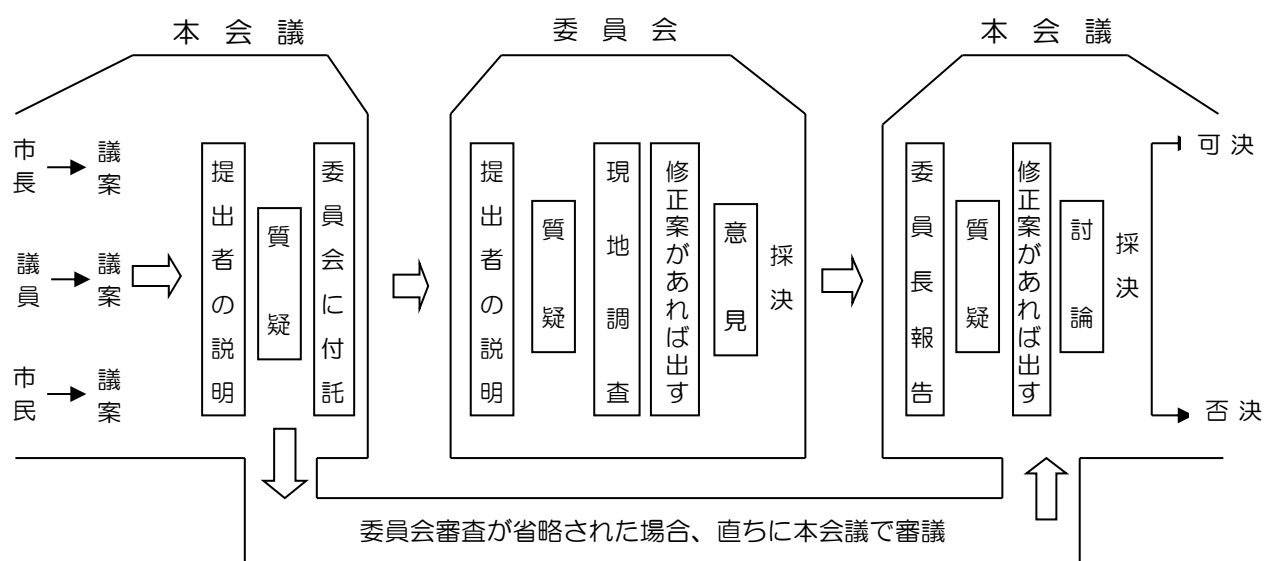 本会議
委員会
本会議
市長
議案
議員
議案
市民
議案
提出者の説明
質疑
委員会に付託
提出者の説明
質疑
現地調査
修正案があれば出す
意見
採決
委員長報告
質疑
修正案があれば出す
討論
採決
可決
否決
委員会審査が省略された場合、直ちに本会議で審議